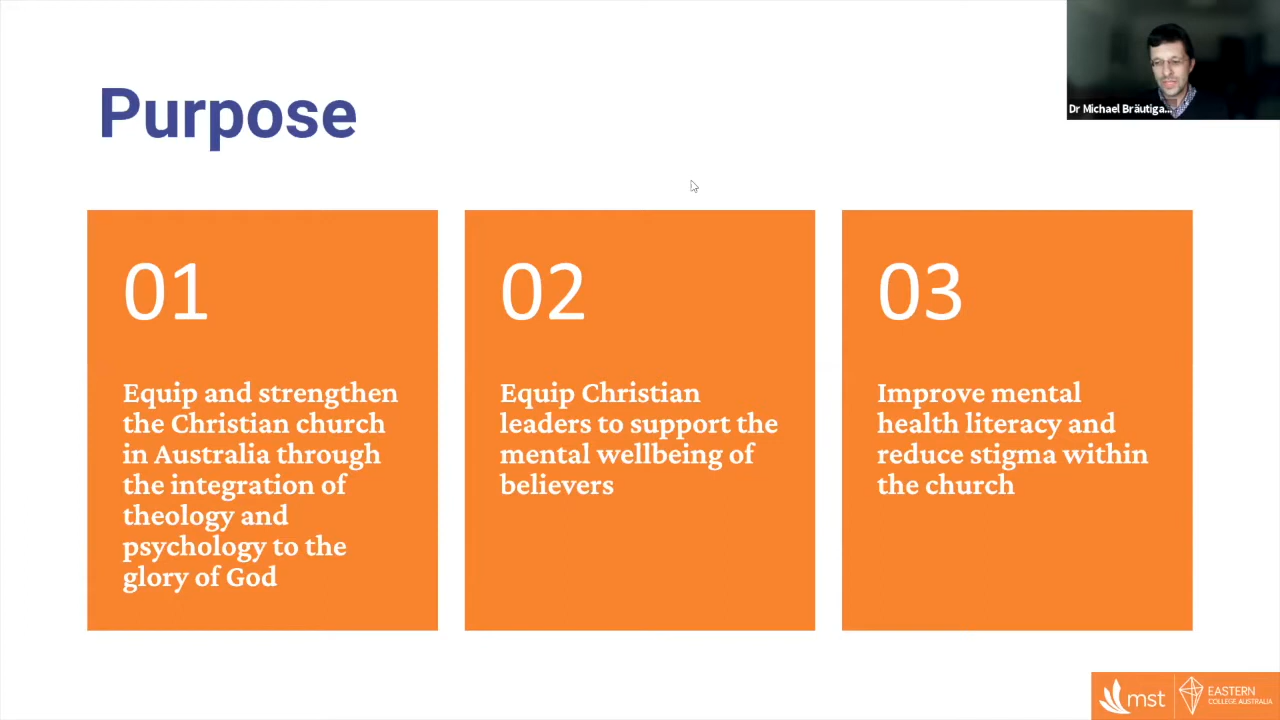 Purpose
Dr Michael Bräutiga...
01
Equip and strengthen
the Christian church
in Australia through
the integration of
theology and
psychology to the
glory of God
02
Equip Christian
leaders to support the
mental wellbeing of
believers
03
Improve mental
health literacy and
reduce stigma within
the church
mst
EASTERN
COLLEGE AUSTRALIA